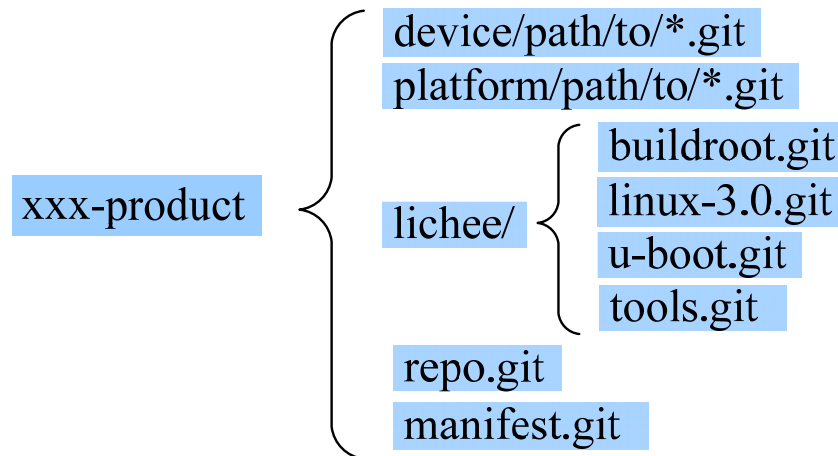 device/path/to/*.git
platform/path/to/*.git
xxx-product
lichee/
buildroot.git
linux-3.0.git
u-boot.git
tools.git
repo.git
manifest.git